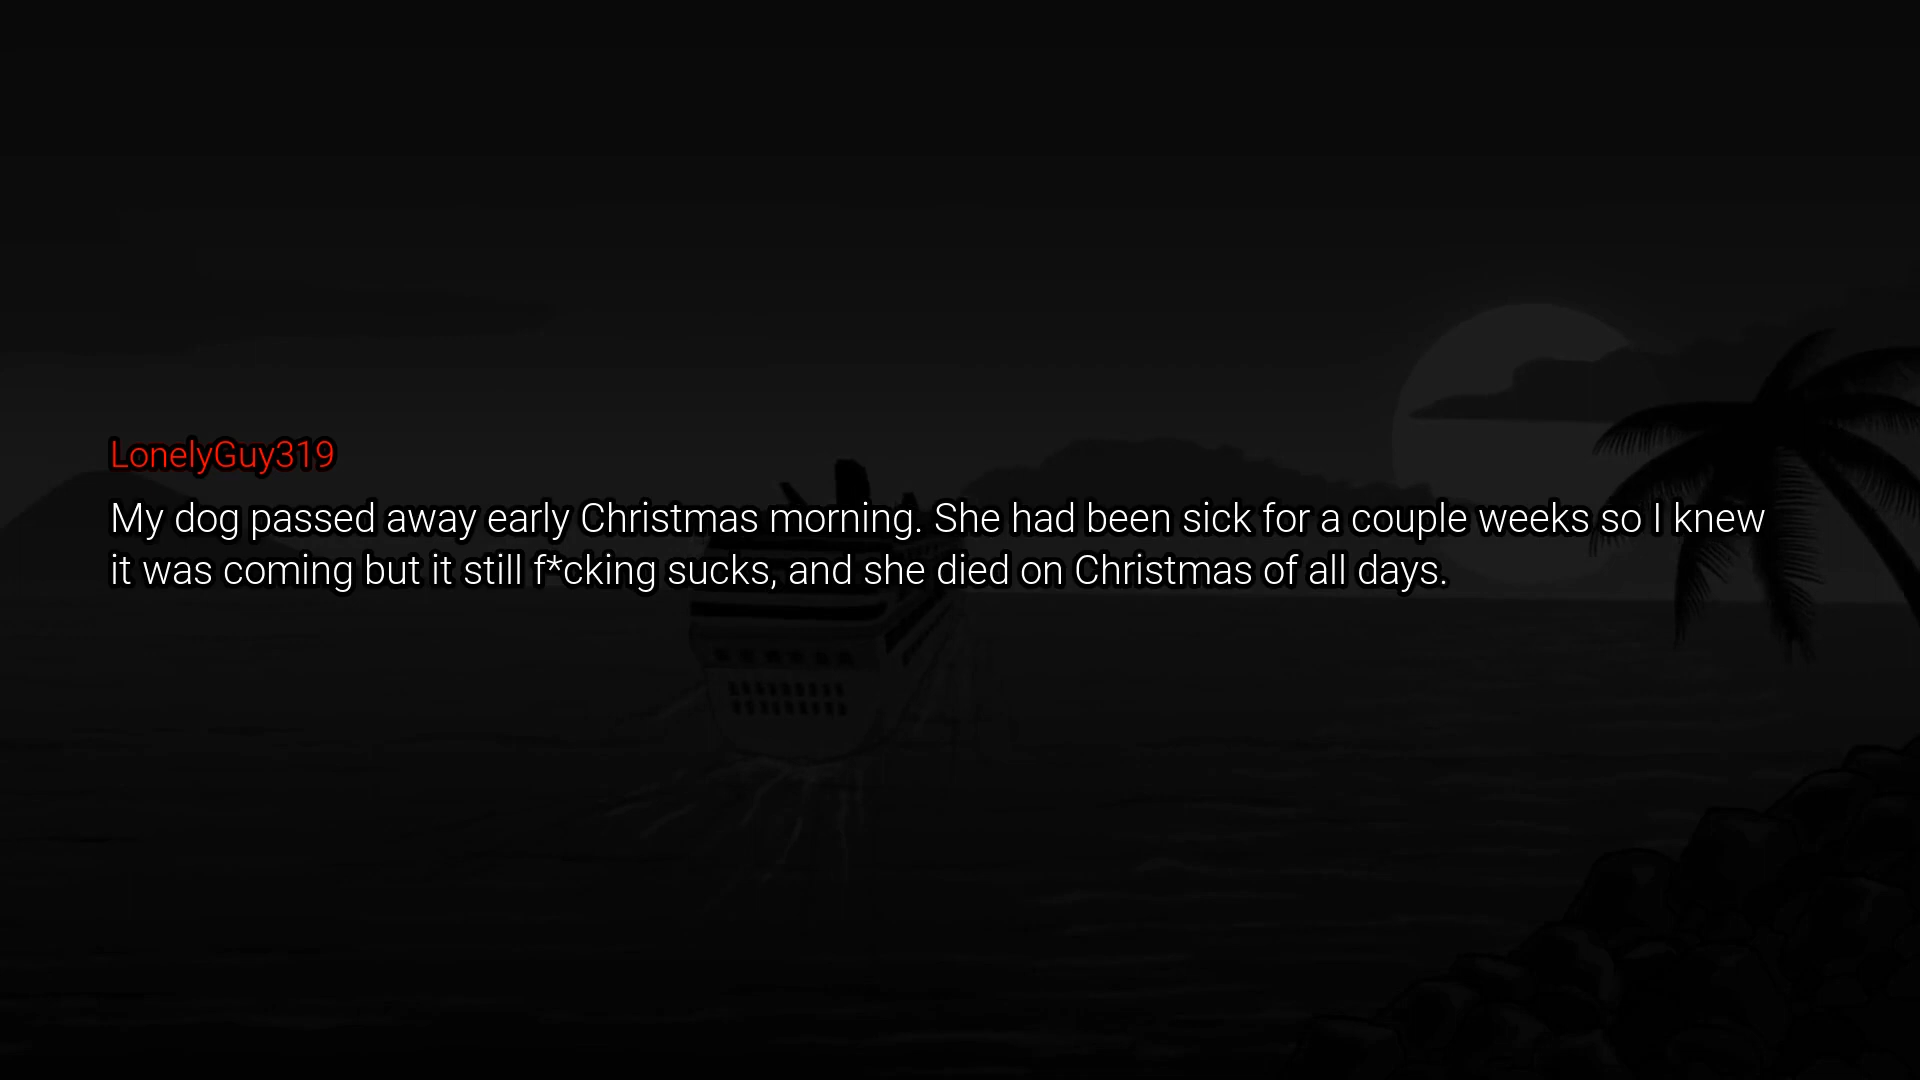 LonelyGuy319
My dog passed away early Christmas morning. She had been sick for a couple weeks so I knew
it was coming but it still f*cking sucks, and she died on Christmas of all days.